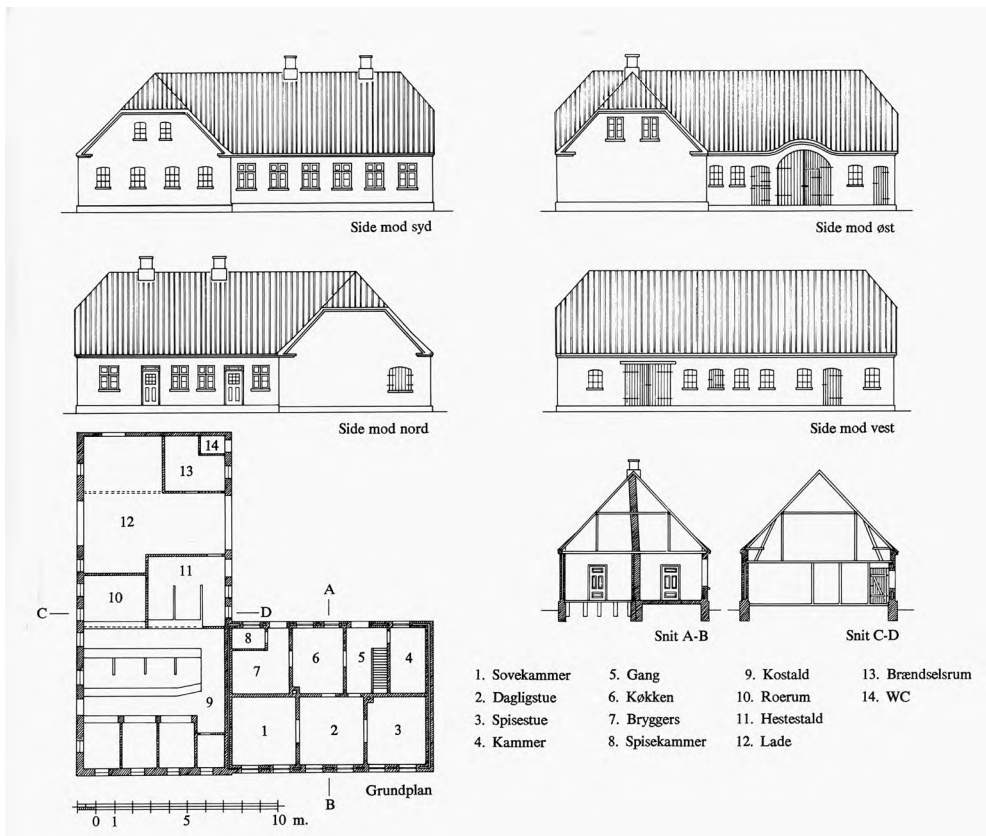 Side mod syd
Side mod øst
Side mod nord
Side mod vest
14
13
12
11
10
C
D
A
8
7
6
5
4
9
1
2
3
B
Grundplan
0 1 5 10 m.
Snit A-B
Snit C-D
1. Sovekammer
2. Dagligstue
3. Spisestue
4. Kammer
5. Gang
6. Køkken
7. Bryggers
8. Spisekammer
9. Kostald
10. Roerum
11. Hestestald
12. Lade
13. Brændselsrum
14. WC